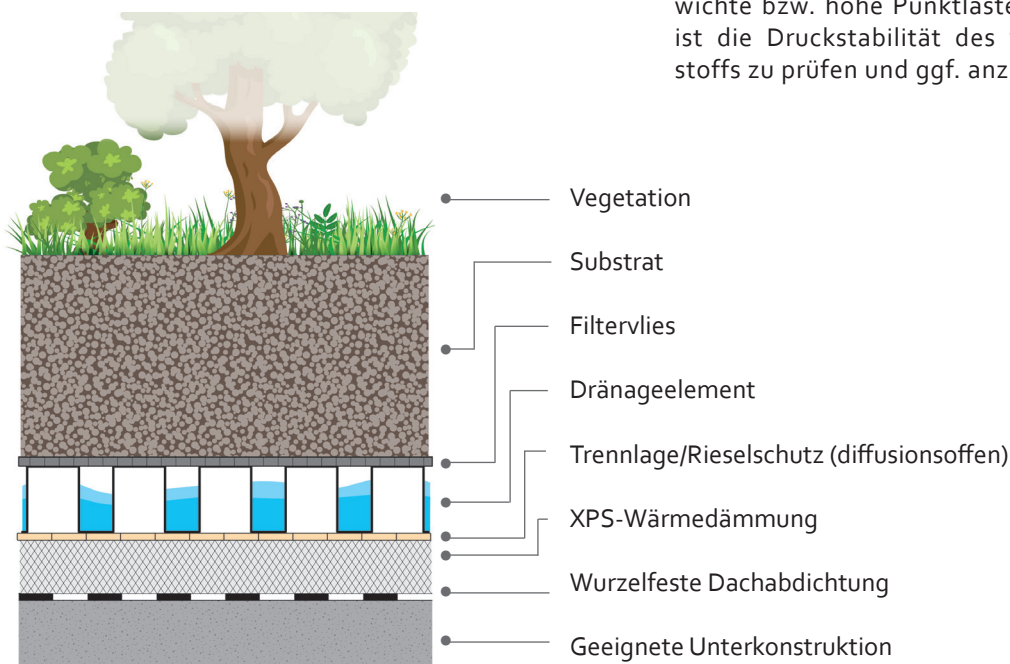 wichte bzw. hohe
ist die Druckstabilität des
stoffs zu prüfen und ggf.
Vegetation
Substrat
Filtervlies
Dränageelement
Trennlage/Rieselschutz (diffusionsoffen)
XPS-Wärmedämmung
Wurzelfeste Dachabdichtung
Geeignete Unterkonstruktion